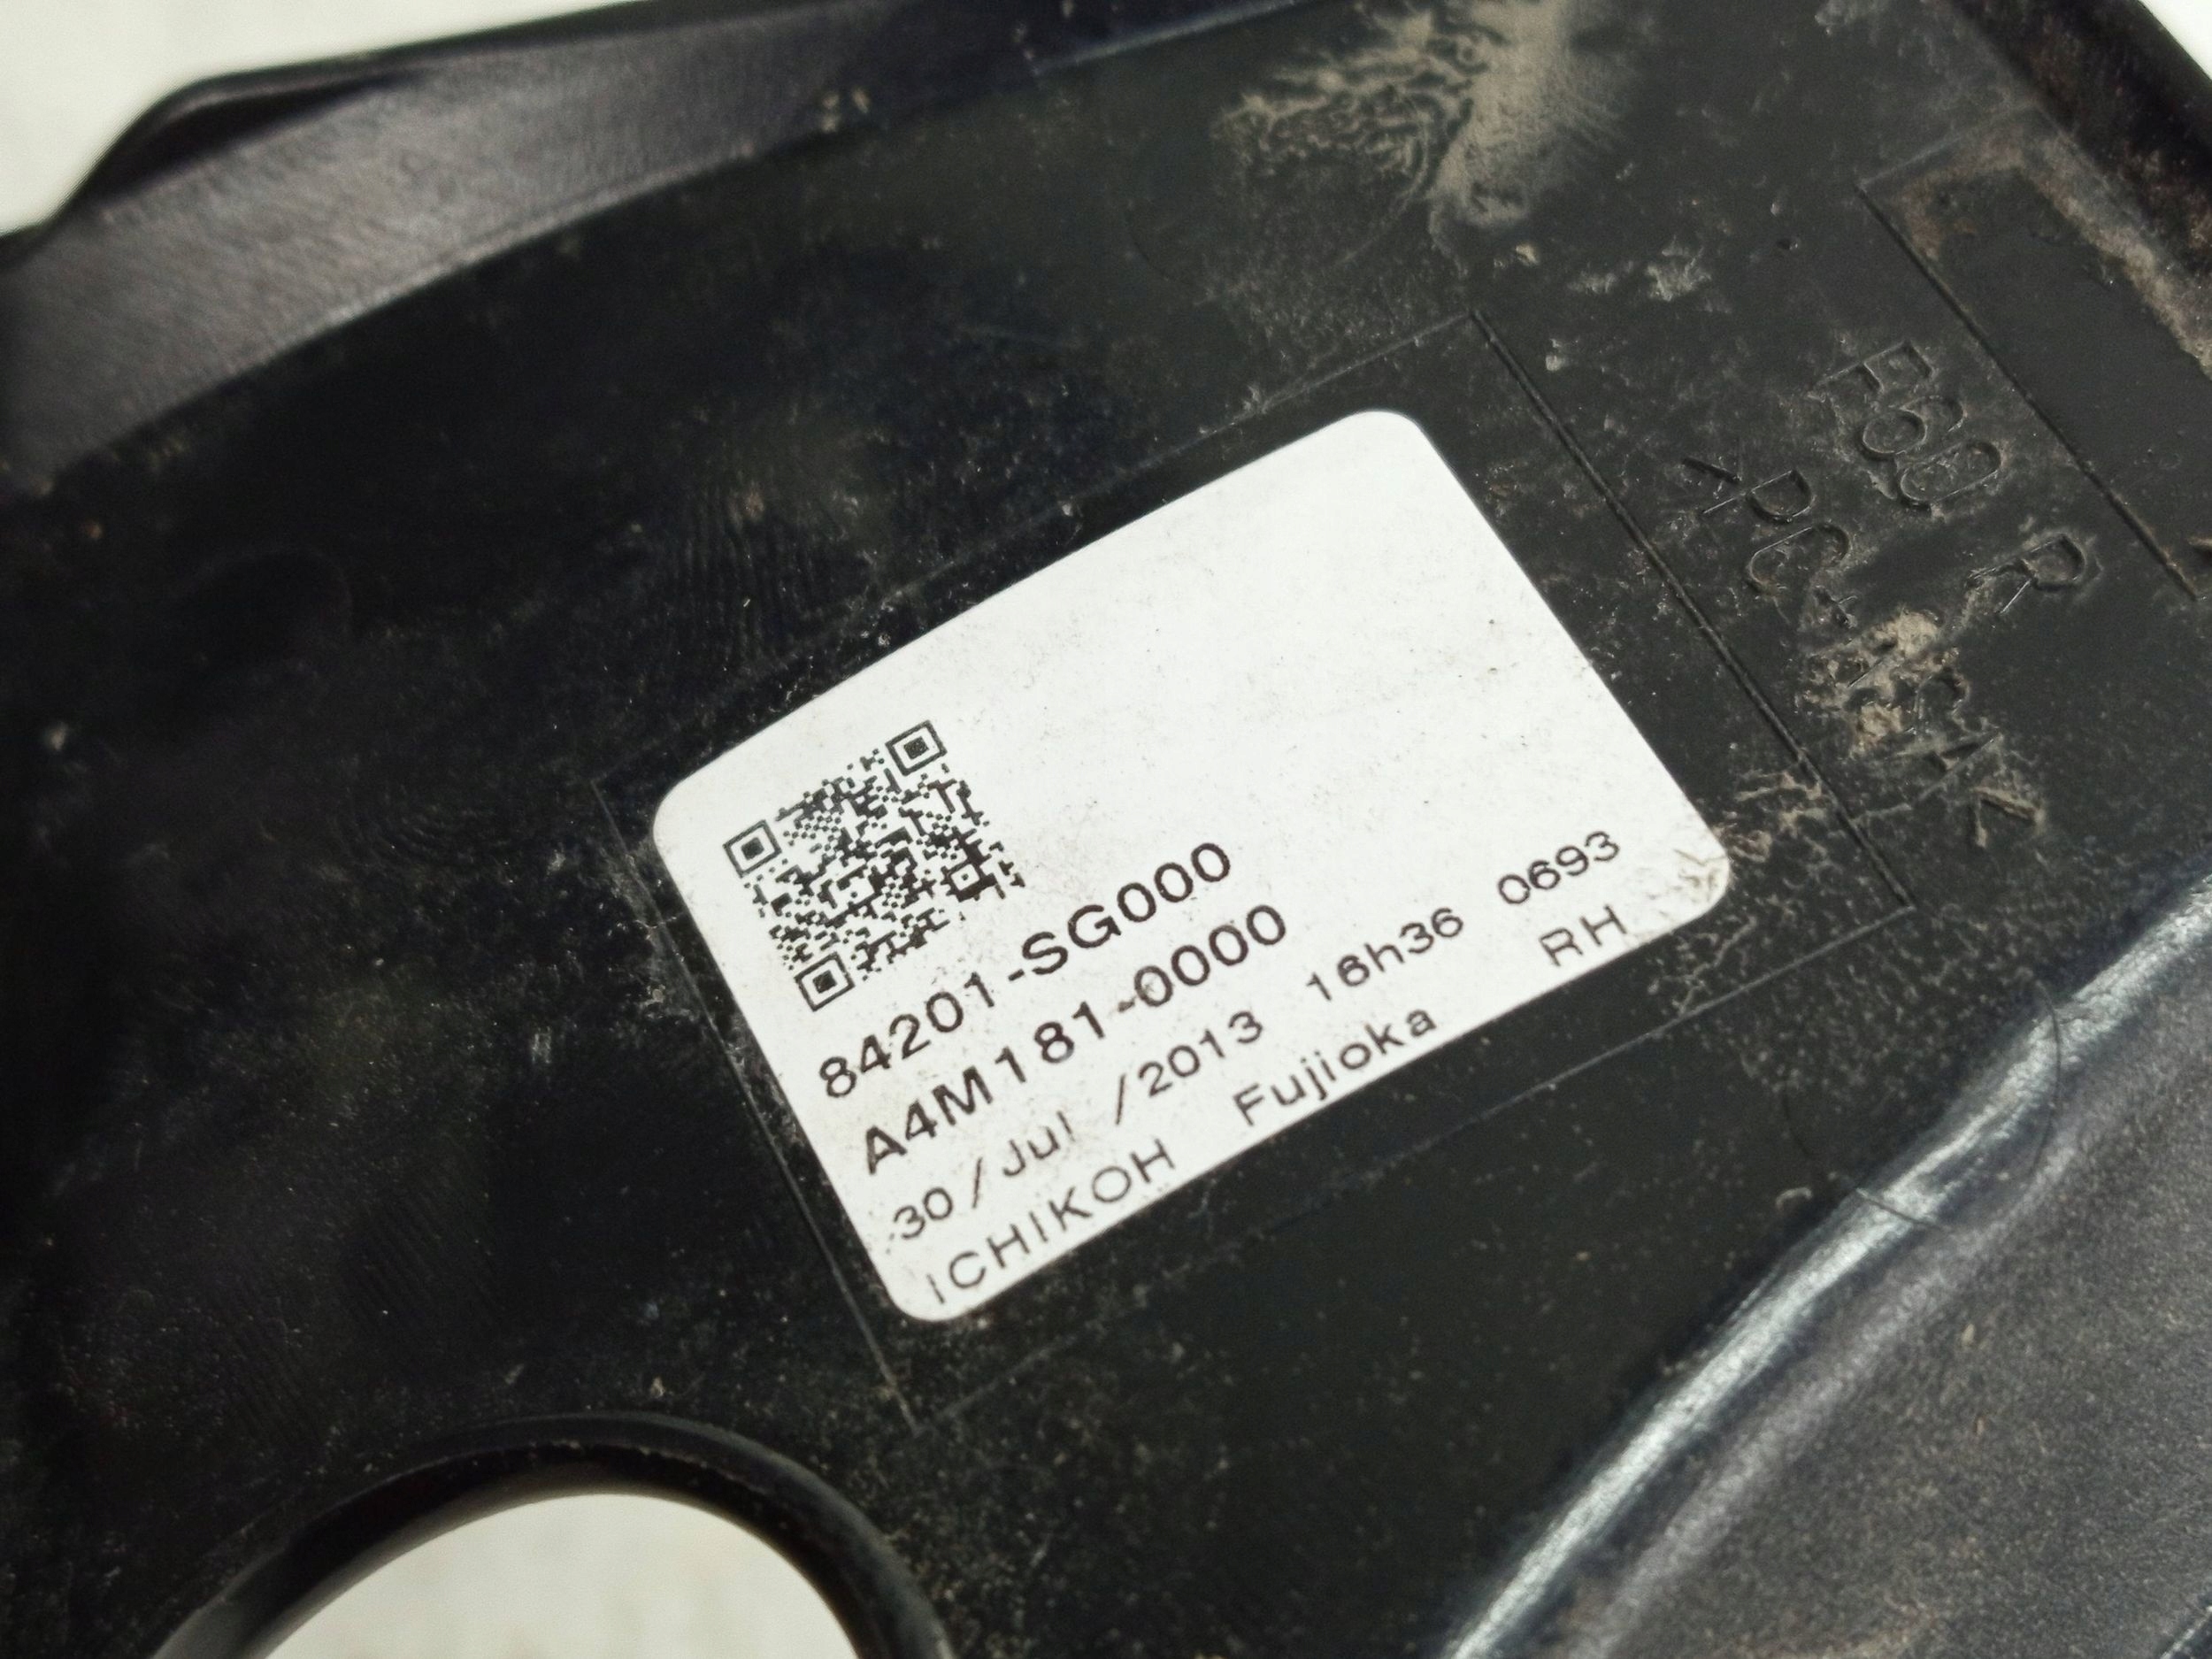 84201-SG000
A4M181-0000
30/Jul /2013 16h36 0693
ICHIKOH Fujioka RH
R